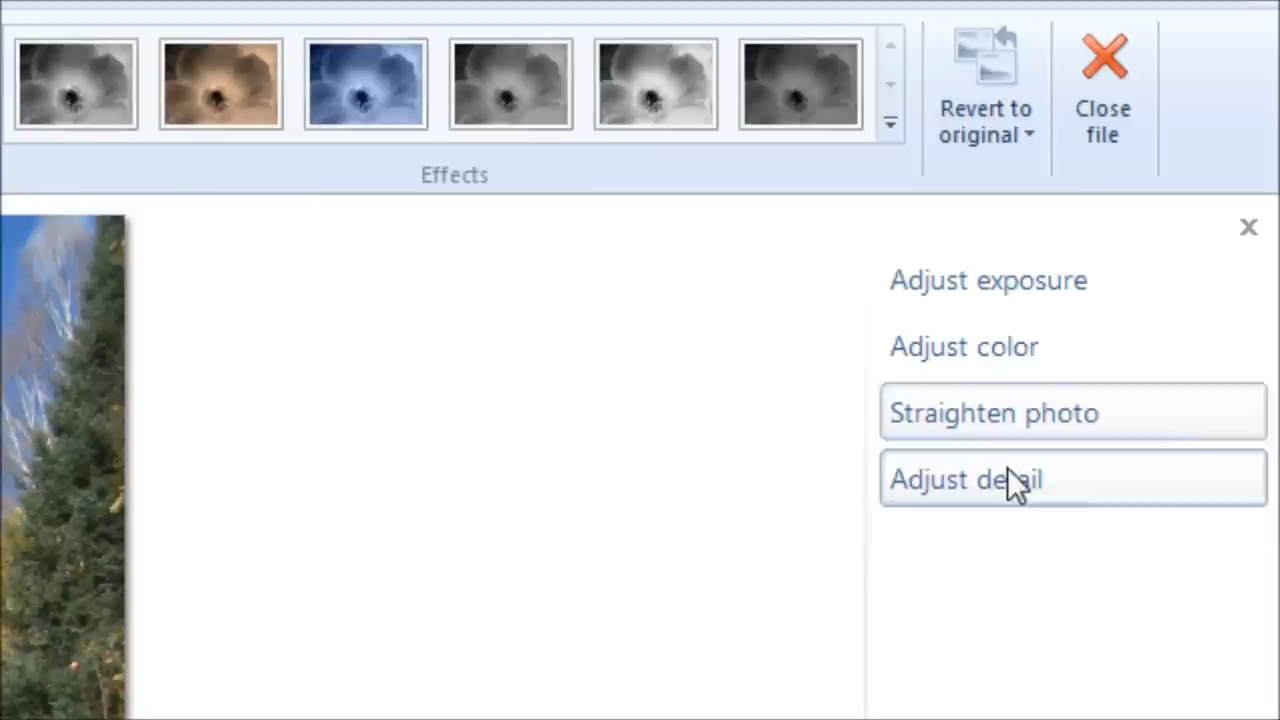 Revert to
original
Close
file
Effects
x
Adjust exposure
Adjust color
Straighten photo
Adjust detail